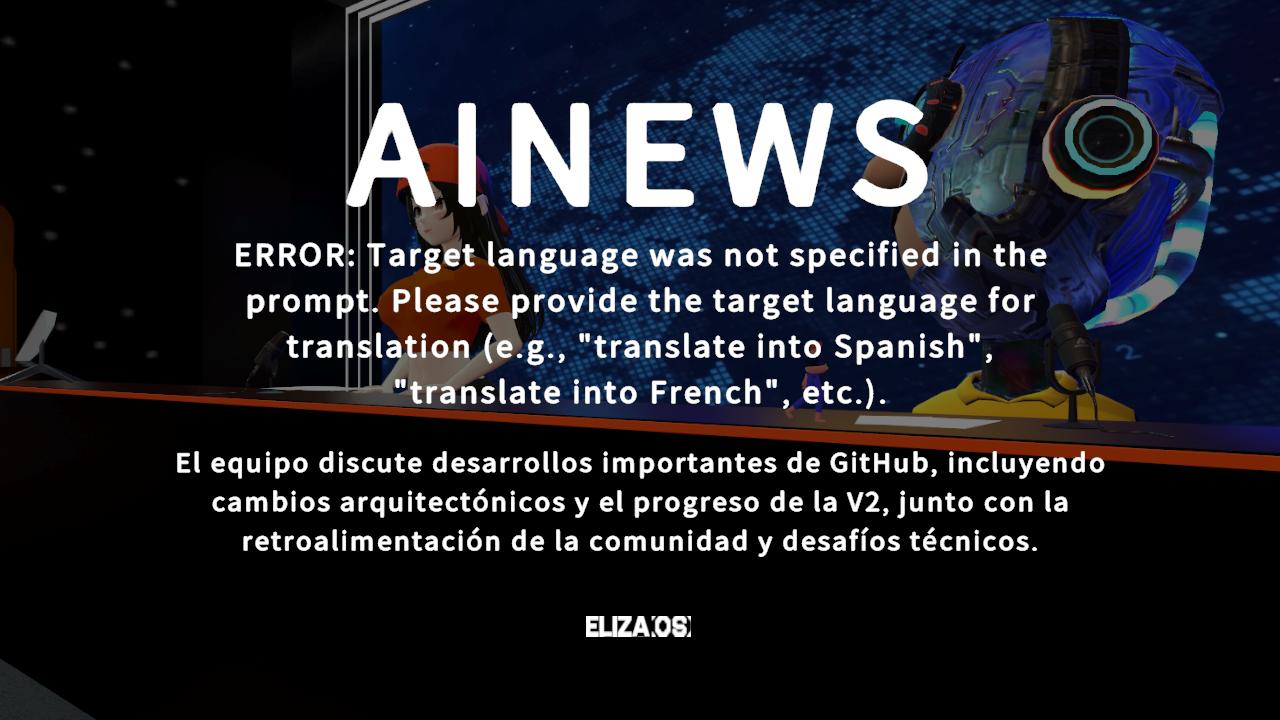 AINEWS
ERROR: Target language was not specified in the
prompt. Please provide the target language for
translation (e.g., "translate into Spanish",
"translate into French", etc.).
El equipo discute desarrollos importantes de GitHub, incluyendo
cambios arquitectónicos y el progreso de la V2, junto con la
retroalimentación de la comunidad y desafíos técnicos.
ELIZA OS